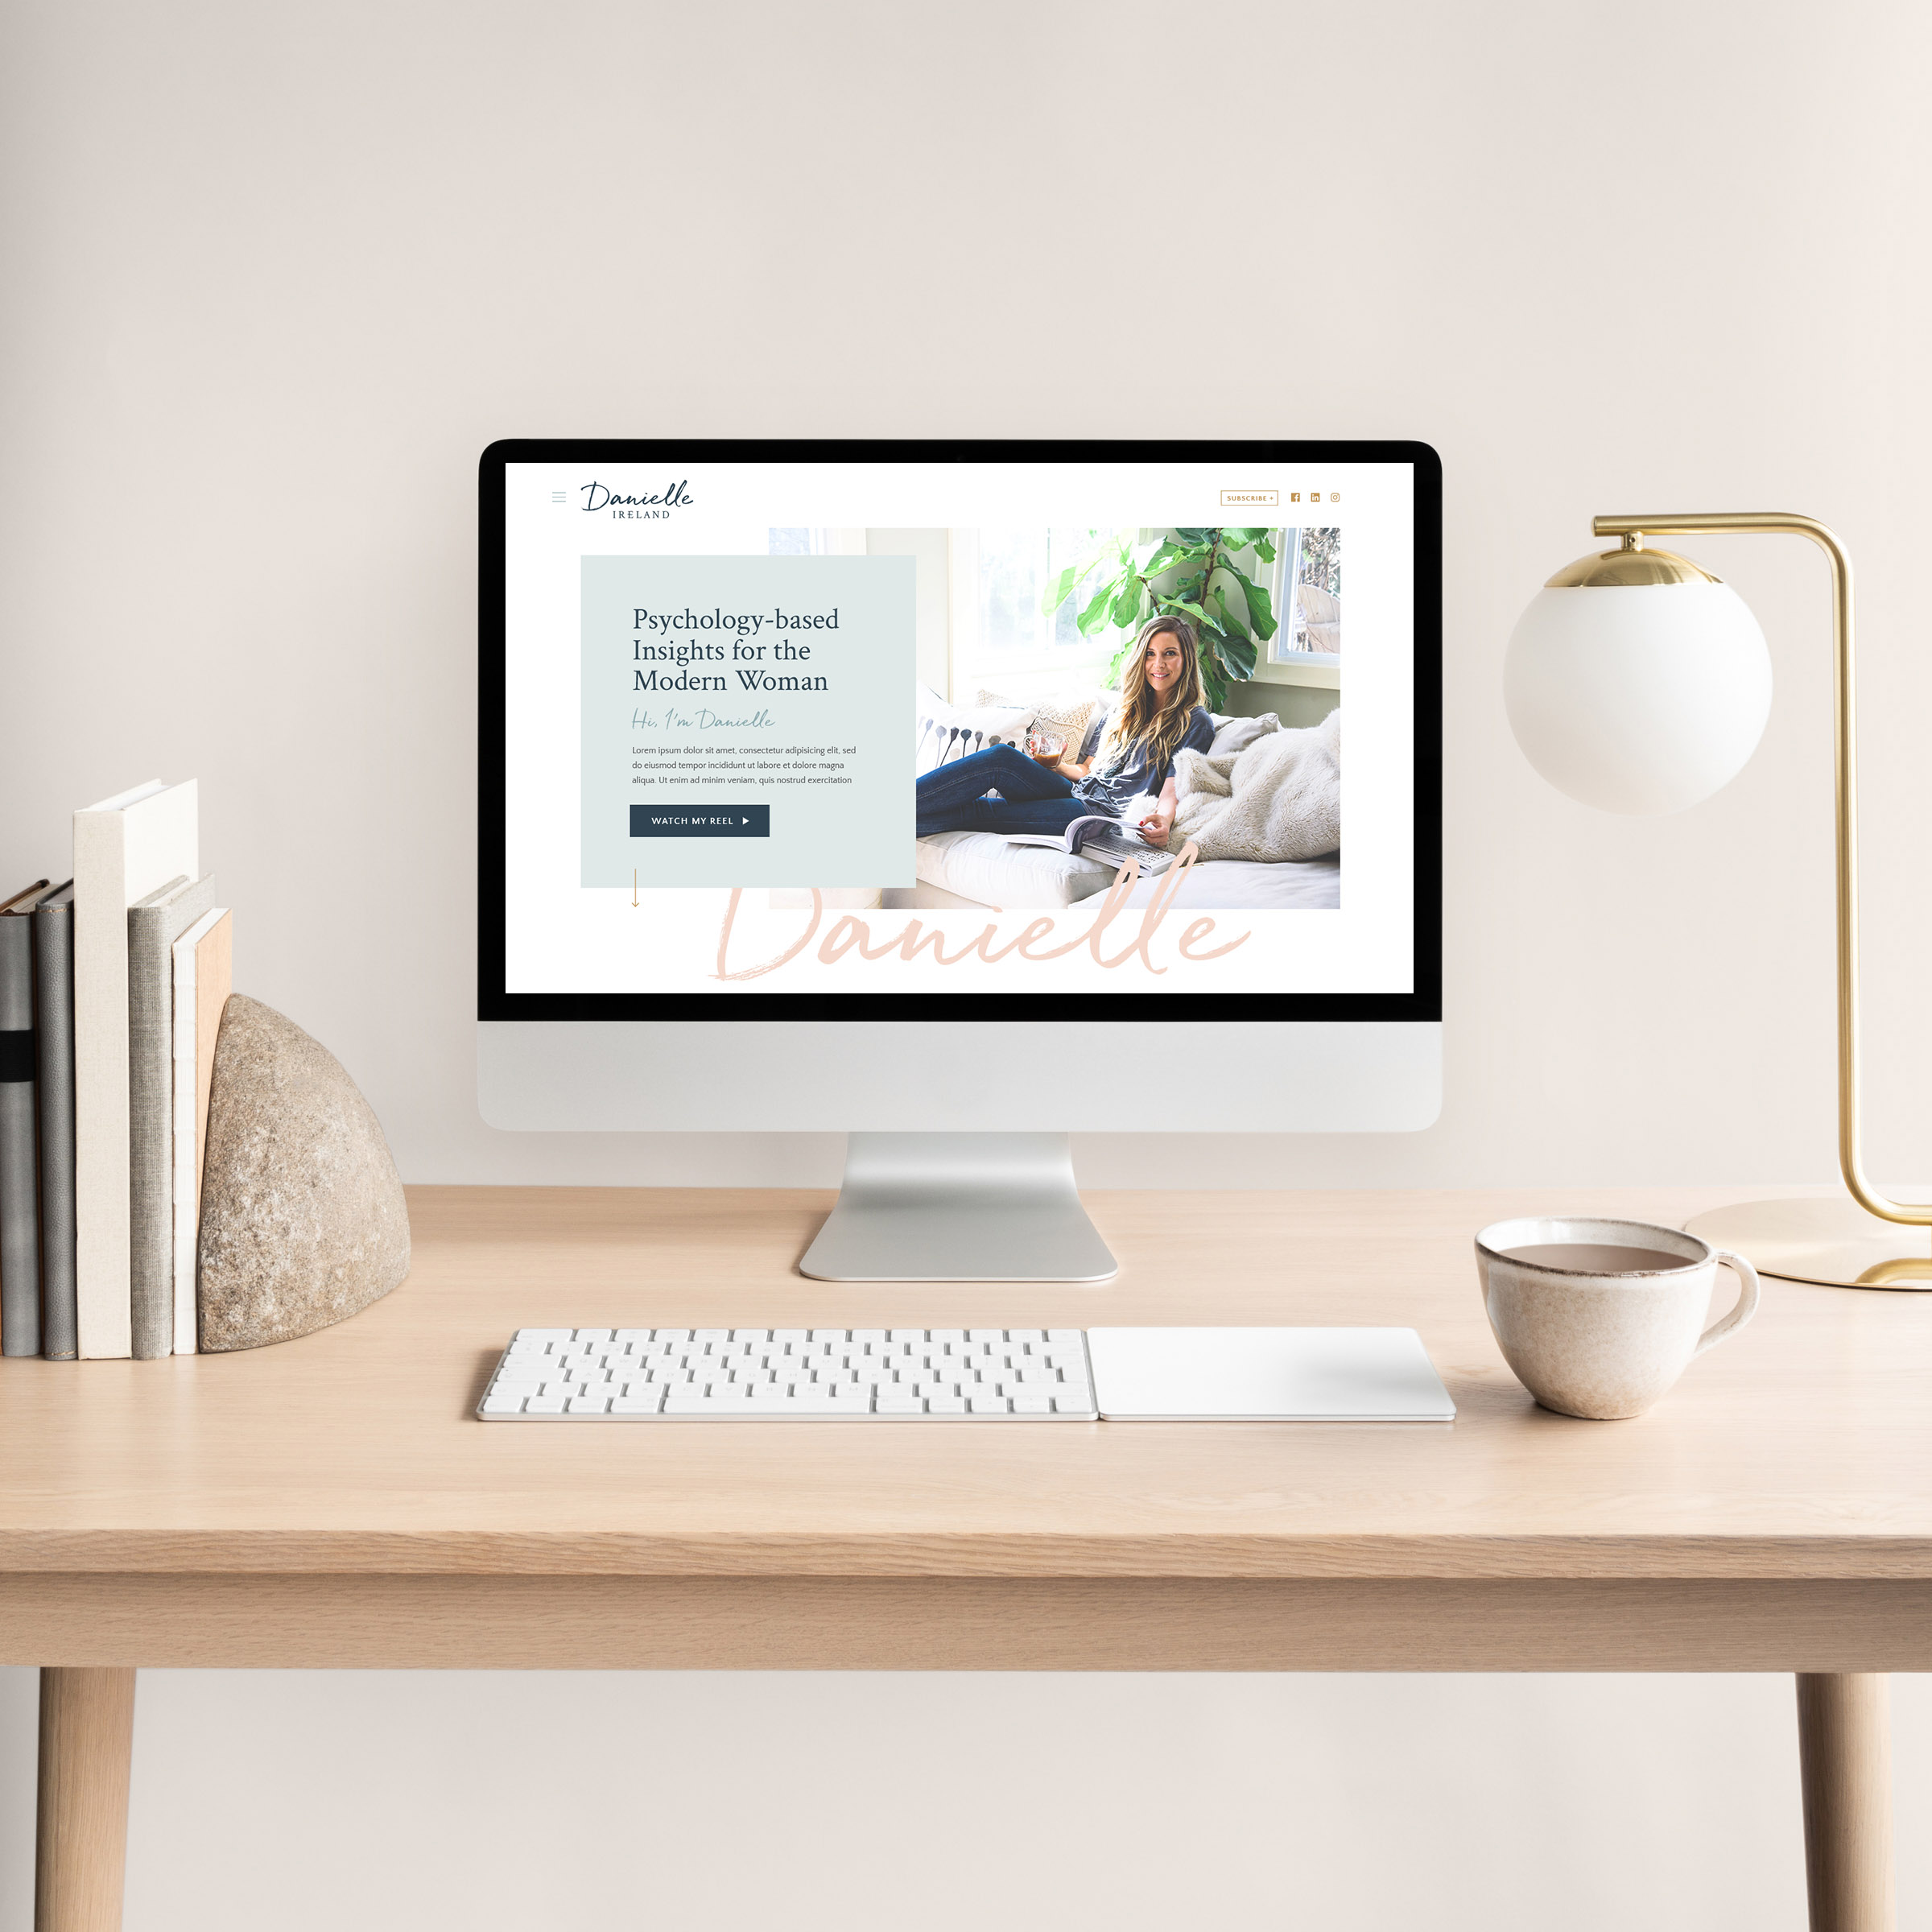 Danielle
IRELAND
SUBSCRIBE +
Psychology-based
Insights for the
Modern Woman
Hi, I'm Danielle
Lorem ipsum dolor sit amet, consectetur adipisicing elit, sed
do eiusmod tempor incididunt ut labore et dolore magna
aliqua. Ut enim ad minim veniam, quis nostrud exercitation
WATCH MY REEL
Danielle